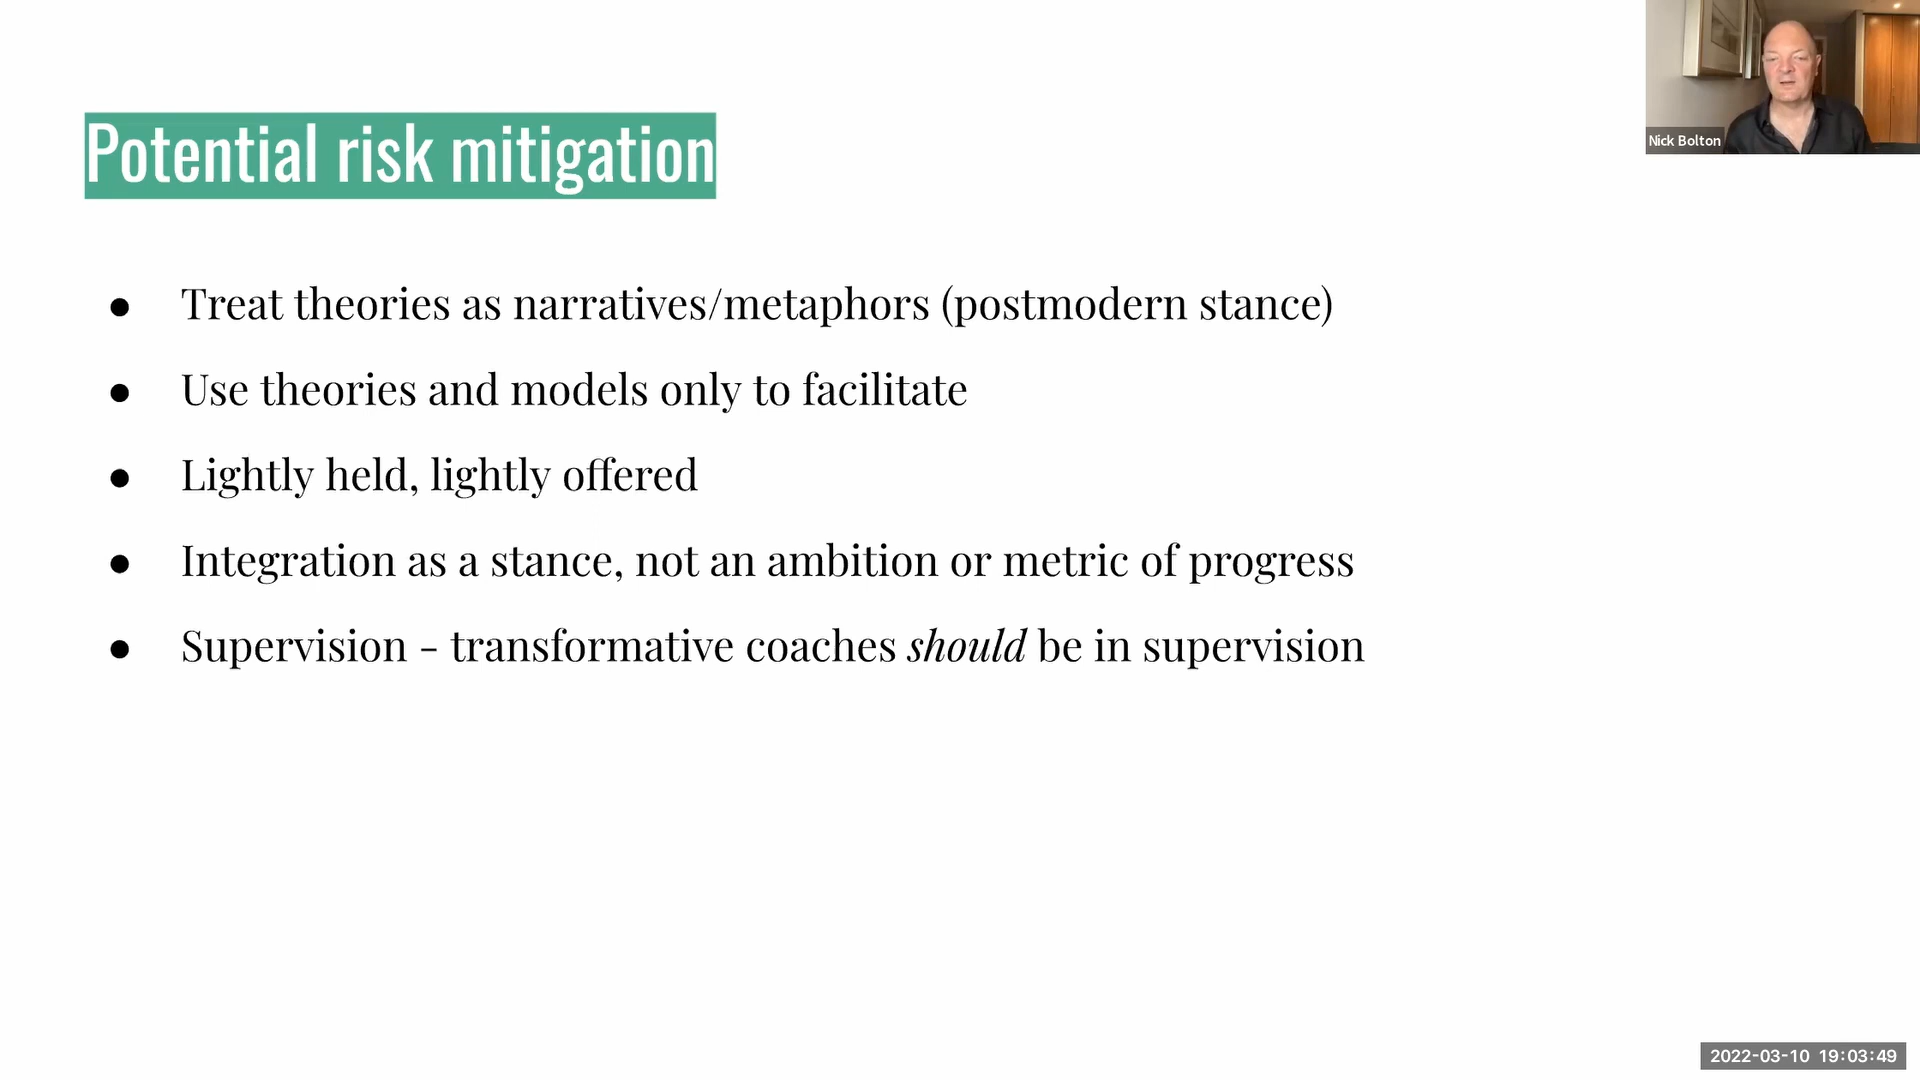 Nick Bolton
Potential risk mitigation
● Treat theories as narratives/metaphors (postmodern stance)
● Use theories and models only to facilitate
● Lightly held, lightly offered
● Integration as a stance, not an ambition or metric of progress
● Supervision - transformative coaches should be in supervision
2022-03-10 19:03:49